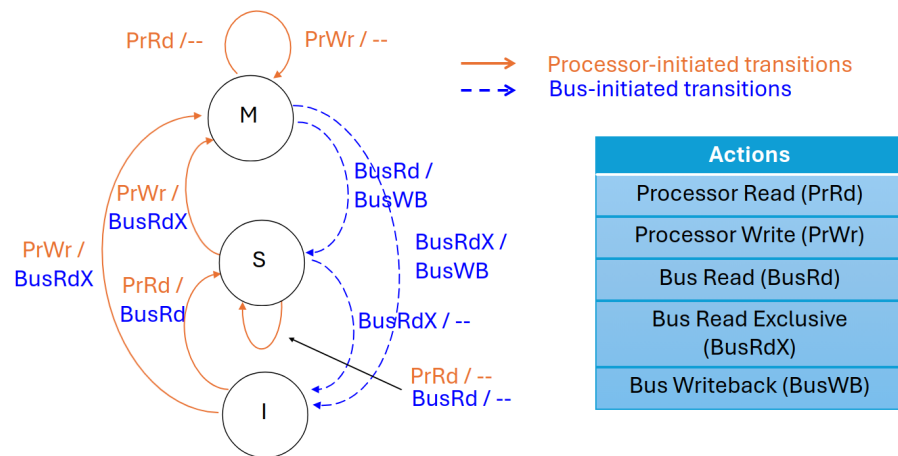 PrRd /--
PrWr / --
Processor-initiated transitions
Bus-initiated transitions
M
BusRd /
BusWB
PrWr /
BusRdX
PrWr /
BusRdX
BusRdX /
BusWB
S
PrRd /
BusRd
BusRdX / --
PrRd / --
BusRd / --
I
Actions
Processor Read (PrRd)
Processor Write (PrWr)
Bus Read (BusRd)
Bus Read Exclusive
(BusRdX)
Bus Writeback (BusWB)